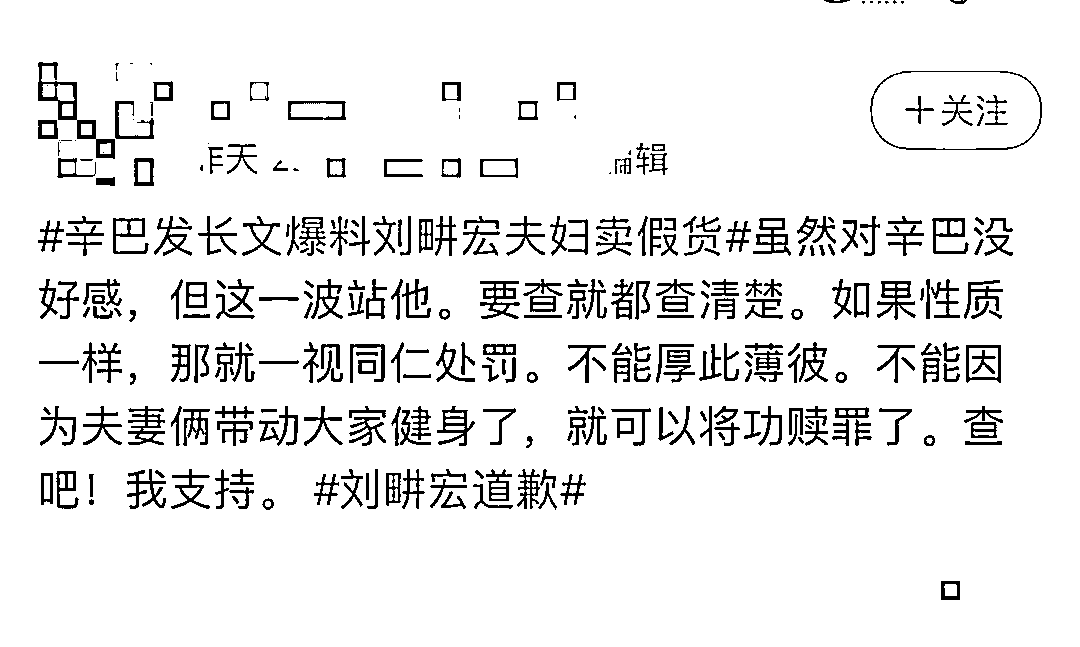 +关注
昨天
编辑
#辛巴发长文爆料刘畊宏夫妇卖假货#虽然对辛巴没
好感，但这一波站他。要查就都查清楚。如果性质
一样，那就一视同仁处罚。不能厚此薄彼。不能因
为夫妻俩带动大家健身了，就可以将功赎罪了。查
吧！我支持。 #刘畊宏道歉#